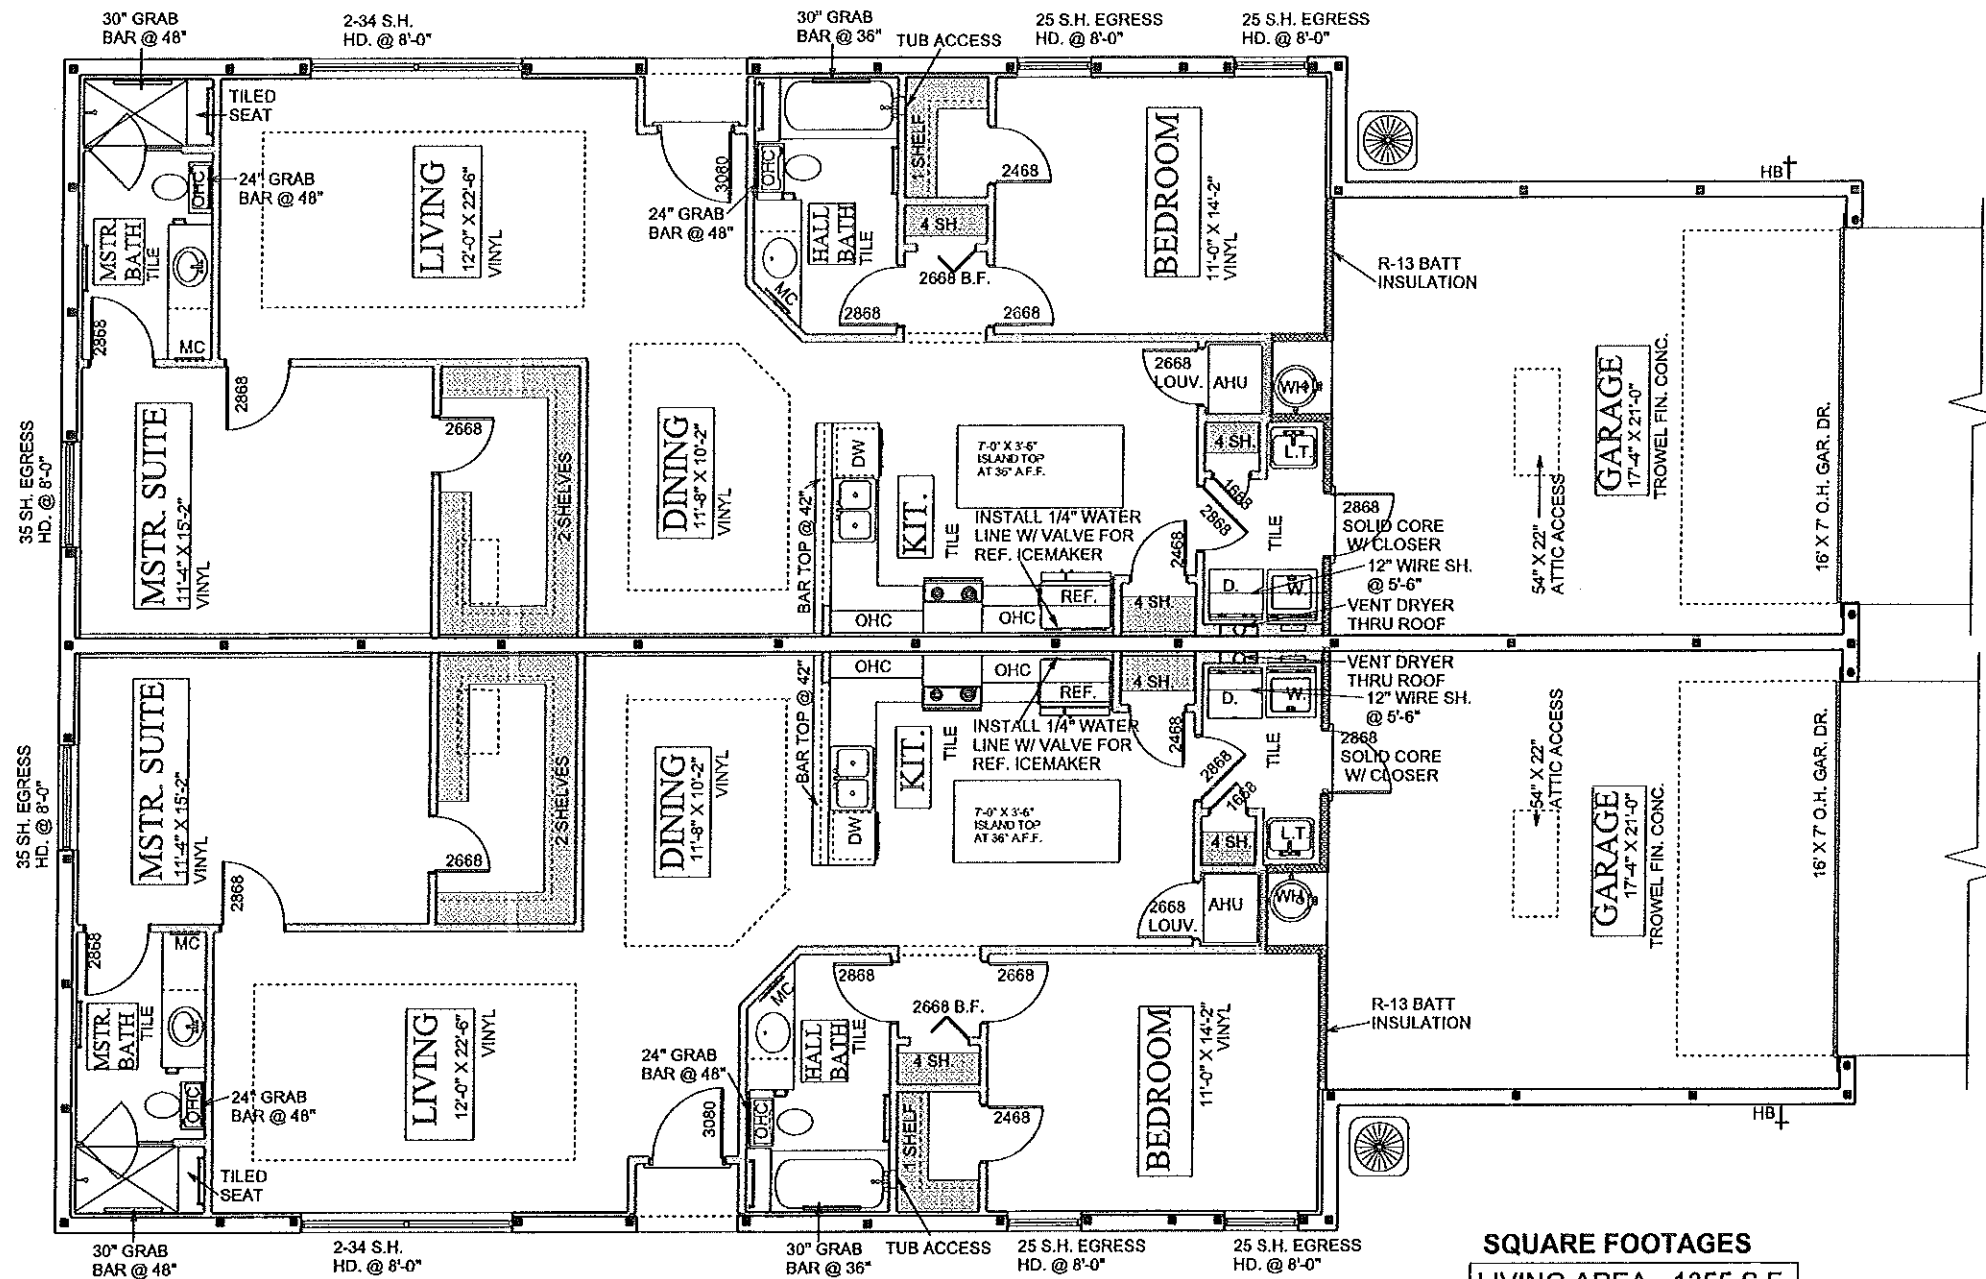 30" GRAB
BAR @ 48"
2-34 S.H.
HD. @ 8'-0"
30" GRAB
BAR @ 36"
TUB ACCESS
25 S.H. EGRESS
HD. @ 8'-0"
25 S.H. EGRESS
HD. @ 8'-0"
TILED
SEAT
24" GRAB
BAR @ 48"
OHC
MSTR.
BATH
TILE
2868
MC
LIVING
12'-0" X 22'-6"
VINYL
3080
24" GRAB
BAR @ 48"
OHC
HALL
BATH
TILE
MC
1 SHELF
4 SH.
2668 B.F.
2868
2668
2468
BEDROOM
11'-0" X 14'-2"
VINYL
R-13 BATT
INSULATION
HB
35 SH. EGRESS
HD. @ 8'-0"
MSTR. SUITE
11'-4" X 15'-2"
VINYL
2868
2668
2 SHELVES
DINING
11'-8" X 10'-2"
VINYL
BAR TOP @ 42"
DW
KIT.
TILE
7'-0" X 3'-6"
ISLAND TOP
AT 36" A.F.F.
INSTALL 1/4" WATER
LINE W/ VALVE FOR
REF. ICEMAKER
OHC
OHC
REF.
4 SH.
2468
2668
LOUV.
AHU
WH
4 SH.
L.T.
1668
2868
TILE
D.
W.
2868
SOLID CORE
W/ CLOSER
12" WIRE SH.
@ 5'-6"
VENT DRYER
THRU ROOF
54" X 22"
ATTIC ACCESS
GARAGE
17'-4" X 21'-0"
TROWEL FIN. CONC.
16' X 7' O.H. GAR. DR.
35 SH. EGRESS
HD. @ 8'-0"
MSTR. SUITE
11'-4" X 15'-2"
VINYL
2868
2668
2 SHELVES
DINING
11'-8" X 10'-2"
VINYL
BAR TOP @ 42"
OHC
OHC
REF.
DW
KIT.
TILE
INSTALL 1/4" WATER
LINE W/ VALVE FOR
REF. ICEMAKER
7'-0" X 3'-6"
ISLAND TOP
AT 36" A.F.F.
4 SH.
2468
D.
W.
VENT DRYER
THRU ROOF
12" WIRE SH.
@ 5'-6"
2868
SOLID CORE
W/ CLOSER
TILE
2868
1668
4 SH.
L.T.
2668
LOUV.
AHU
WH
54" X 22"
ATTIC ACCESS
GARAGE
17'-4" X 21'-0"
TROWEL FIN. CONC.
16' X 7' O.H. GAR. DR.
2868
MC
MSTR.
BATH
TILE
OHC
24" GRAB
BAR @ 48"
TILED
SEAT
LIVING
12'-0" X 22'-6"
VINYL
3080
24" GRAB
BAR @ 48"
OHC
MC
HALL
BATH
TILE
2868
2668
2668 B.F.
4 SH.
1 SHELF
2468
BEDROOM
11'-0" X 14'-2"
VINYL
R-13 BATT
INSULATION
HB
30" GRAB
BAR @ 48"
2-34 S.H.
HD. @ 8'-0"
30" GRAB
BAR @ 36"
TUB ACCESS
25 S.H. EGRESS
HD. @ 8'-0"
25 S.H. EGRESS
HD. @ 8'-0"
SQUARE FOOTAGES
LIVING AREA - 1355 S.F.